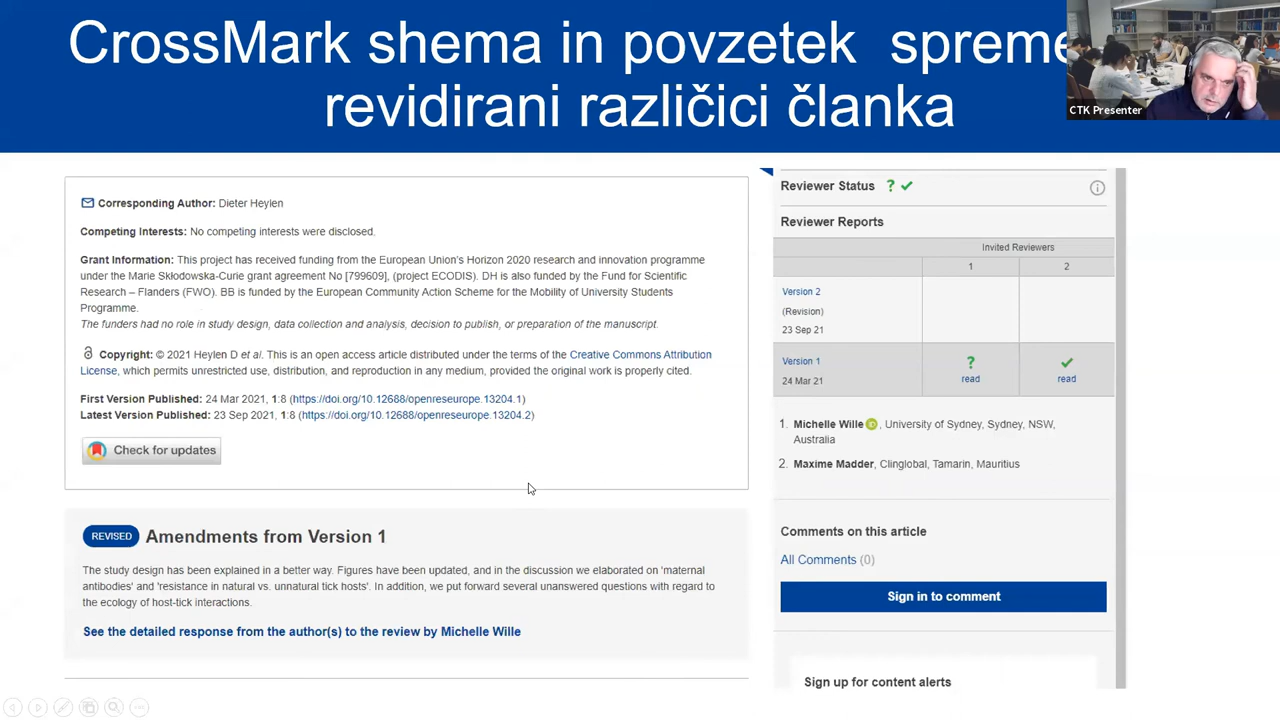 CrossMark shema in povzetek
revidirani različici članka
CTK Presenter
Corresponding Author: Dieter Heylen
Competing Interests: No competing interests were disclosed.
Grant Information: This project has received funding from the European Union's Horizon 2020 research and innovation programme
under the Marie Skłodowska-Curie grant agreement No [799609], (project ECODIS). DH is also funded by the Fund for Scientific
Research – Flanders (FWO). BB is funded by the European Community Action Scheme for the Mobility of University Students
Programme.
The funders had no role in study design, data collection and analysis, decision to publish, or preparation of the manuscript.
Copyright: © 2021 Heylen D et al. This is an open access article distributed under the terms of the Creative Commons Attribution
License, which permits unrestricted use, distribution, and reproduction in any medium, provided the original work is properly cited.
First Version Published: 24 Mar 2021, 1:8 (https://doi.org/10.12688/openreseurope.13204.1)
Latest Version Published: 23 Sep 2021, 1:8 (https://doi.org/10.12688/openreseurope.13204.2)
Check for updates
REVISED Amendments from Version 1
The study design has been explained in a better way. Figures have been updated, and in the discussion we elaborated on 'maternal
antibodies' and 'resistance in natural vs. unnatural tick hosts'. In addition, we put forward several unanswered questions with regard to
the ecology of host-tick interactions.
See the detailed response from the author(s) to the review by Michelle Wille
Reviewer Status ? ✓
Reviewer Reports
Invited Reviewers
1 2
Version 2
(Revision)
23 Sep 21
Version 1
? ✓
24 Mar 21
read read
1. Michelle Wille iD, University of Sydney, Sydney, NSW,
Australia
2. Maxime Madder, Clinglobal, Tamarin, Mauritius
Comments on this article
All Comments (0)
Sign in to comment
Sign up for content alerts